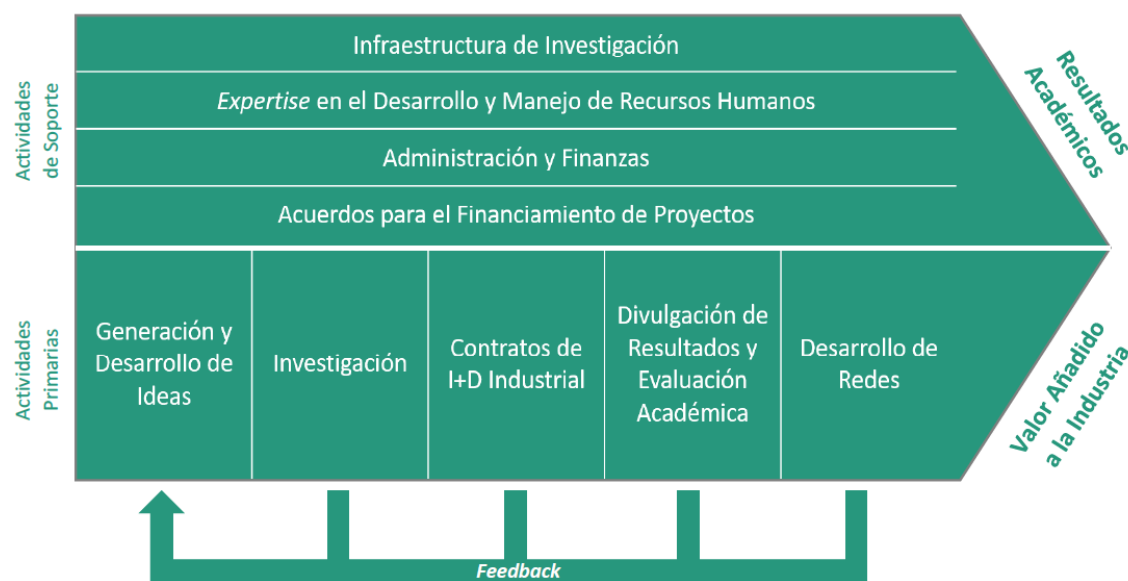 Actividades
de Soporte
Infraestructura de Investigación
Expertise en el Desarrollo y Manejo de Recursos Humanos
Administración y Finanzas
Acuerdos para el Financiamiento de Proyectos
Resultados
Académicos
Actividades
Primarias
Generación y
Desarrollo de
Ideas
Investigación
Contratos de
I+D Industrial
Divulgación de
Resultados y
Evaluación
Académica
Desarrollo de
Redes
Valor Añadido
a la Industria
Feedback